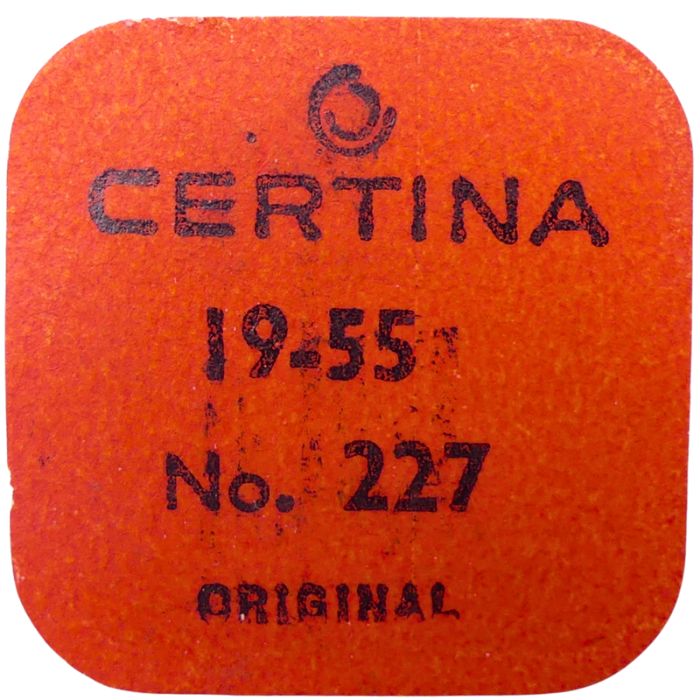 CERTINA
19-55
No. 227
ORIGINAL